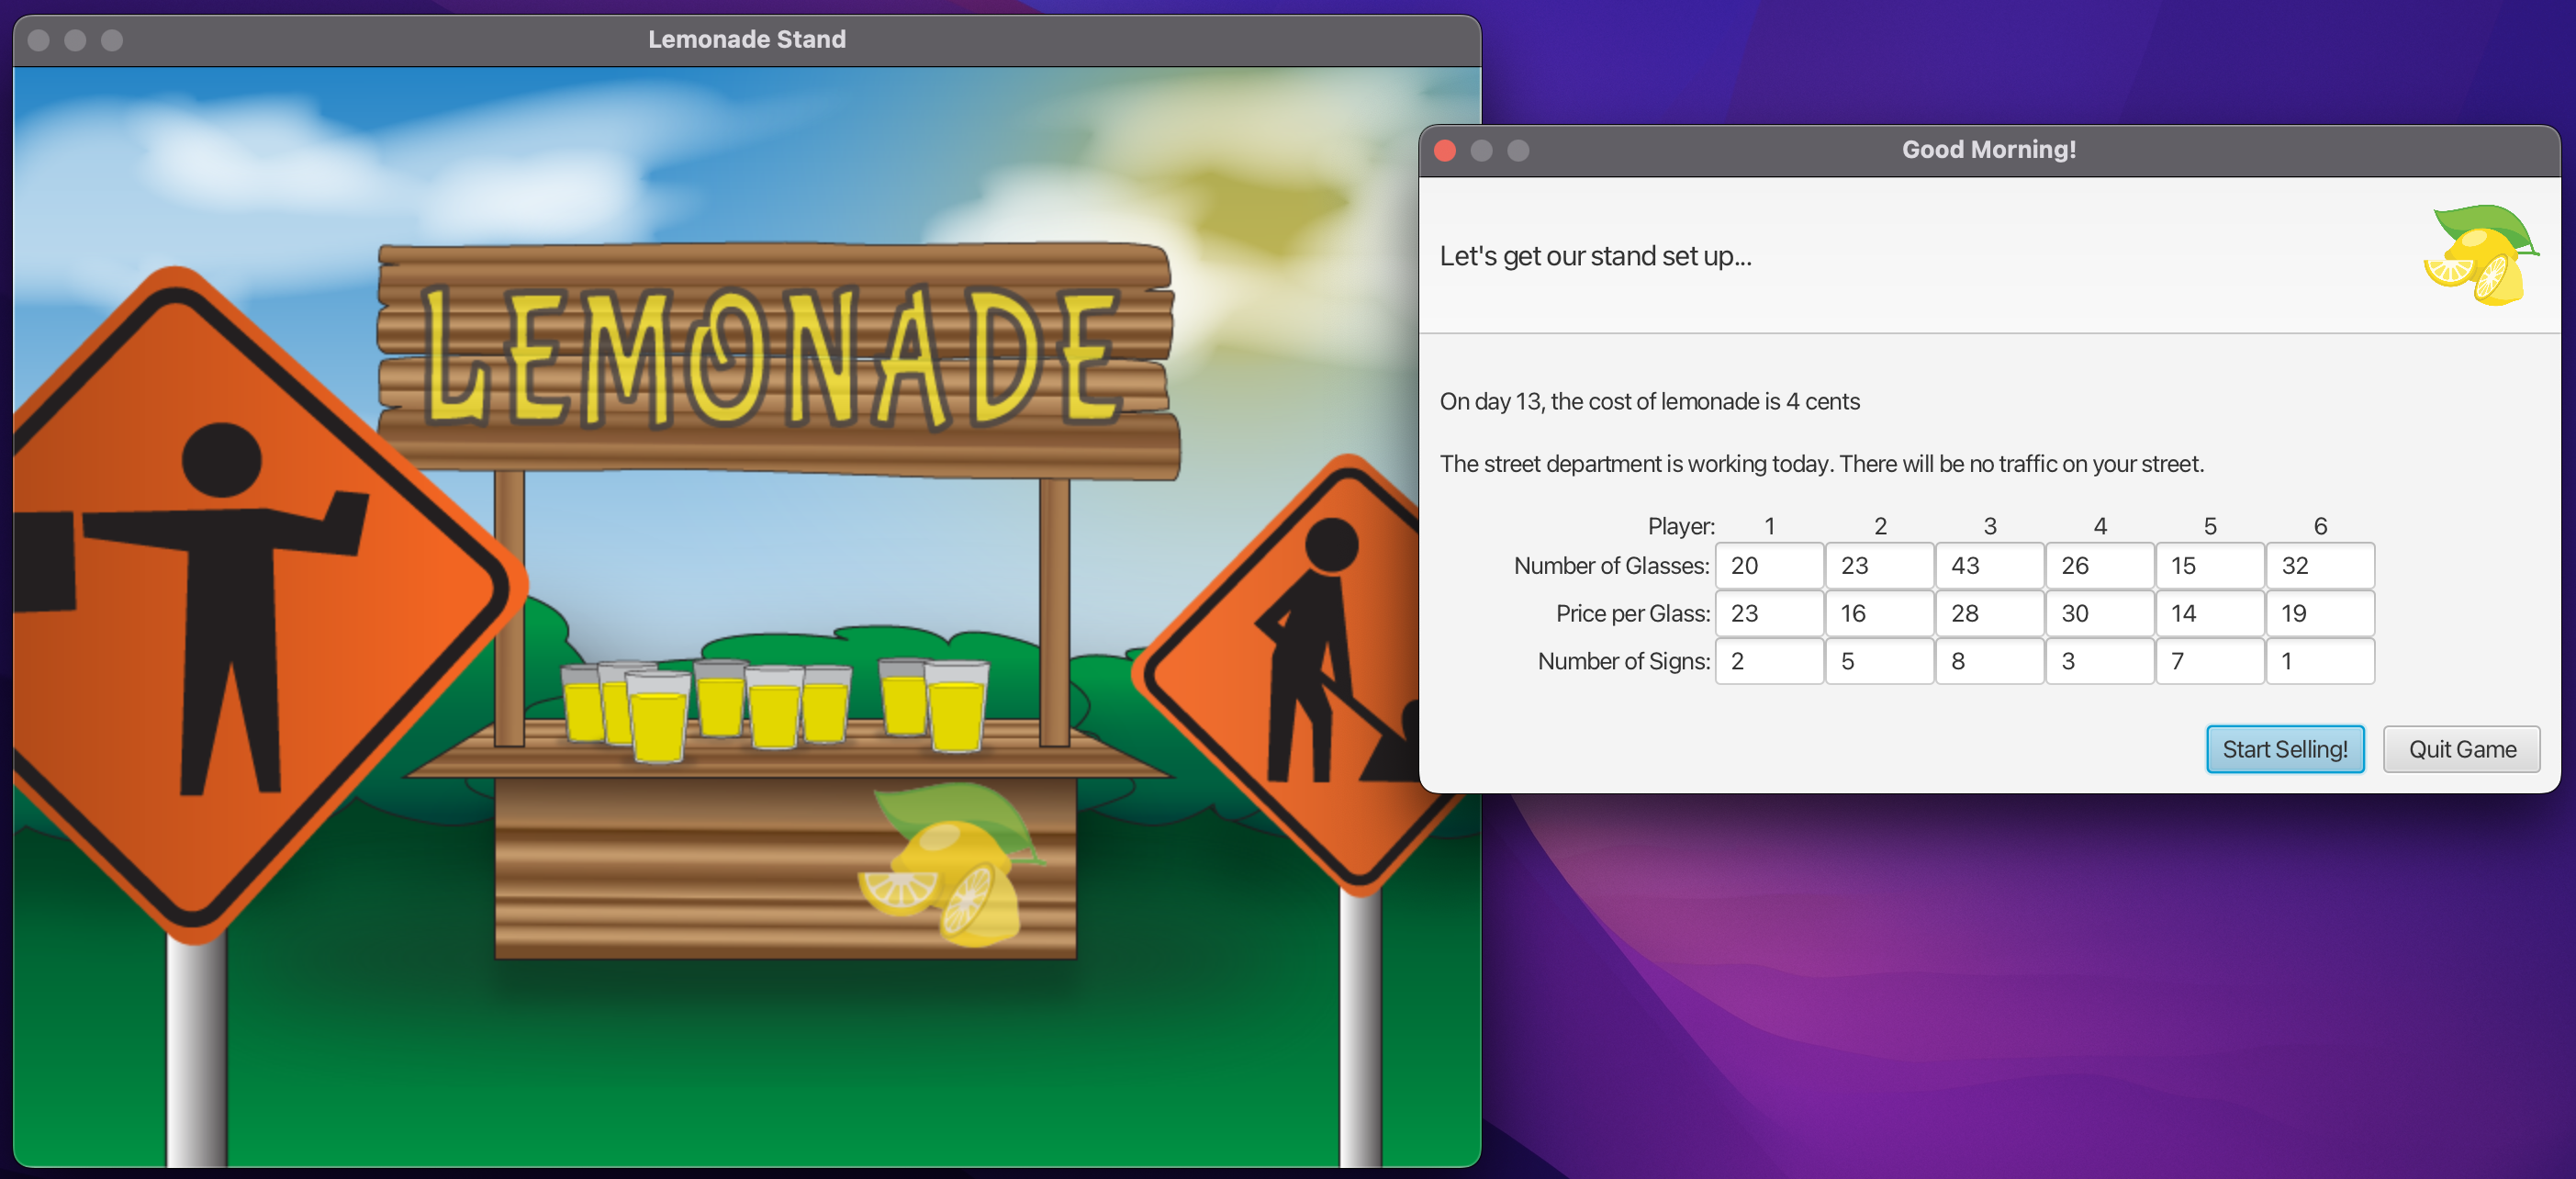 Lemonade Stand
LEMONADE
Good Morning!
Let's get our stand set up...
On day 13, the cost of lemonade is 4 cents
The street department is working today. There will be no traffic on your street.
Player: 1 2 3 4 5 6
Number of Glasses: 20 23 43 26 15 32
Price per Glass: 23 16 28 30 14 19
Number of Signs: 2 5 8 3 7 1
Start Selling! Quit Game